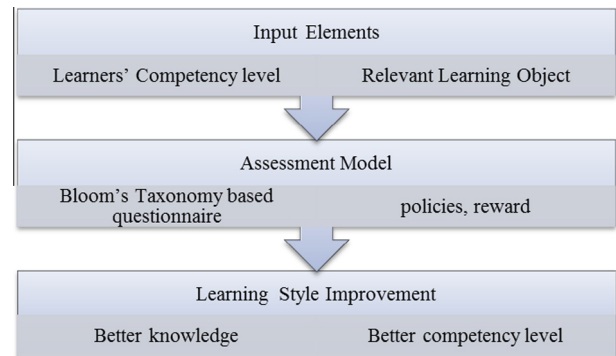 Input Elements
Learners' Competency level
Relevant Learning Object
Assessment Model
Bloom's Taxonomy based
questionnaire
policies, reward
Learning Style Improvement
Better knowledge
Better competency level